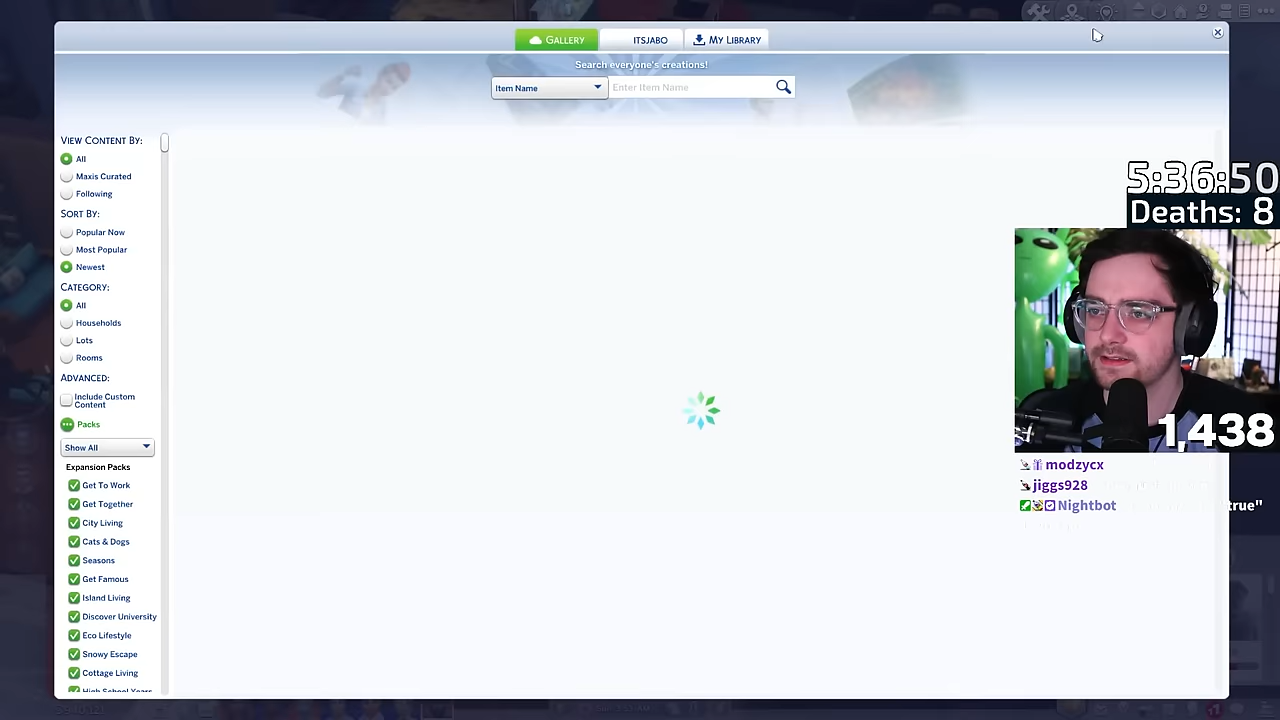 GALLERY
ITSJABO
MY LIBRARY
Search everyone's creations!
Item Name
Enter Item Name
VIEW CONTENT BY:
All
Maxis Curated
Following
SORT BY:
Popular Now
Most Popular
Newest
CATEGORY:
All
Households
Lots
Rooms
ADVANCED:
Include Custom
Content
Packs
Show All
Expansion Packs
Get To Work
Get Together
City Living
Cats & Dogs
Seasons
Get Famous
Island Living
Discover University
Eco Lifestyle
Snowy Escape
Cottage Living
High School Years
5:36:50
Deaths: 8
1,438
modzycx
jiggs928
Nightbot
true"